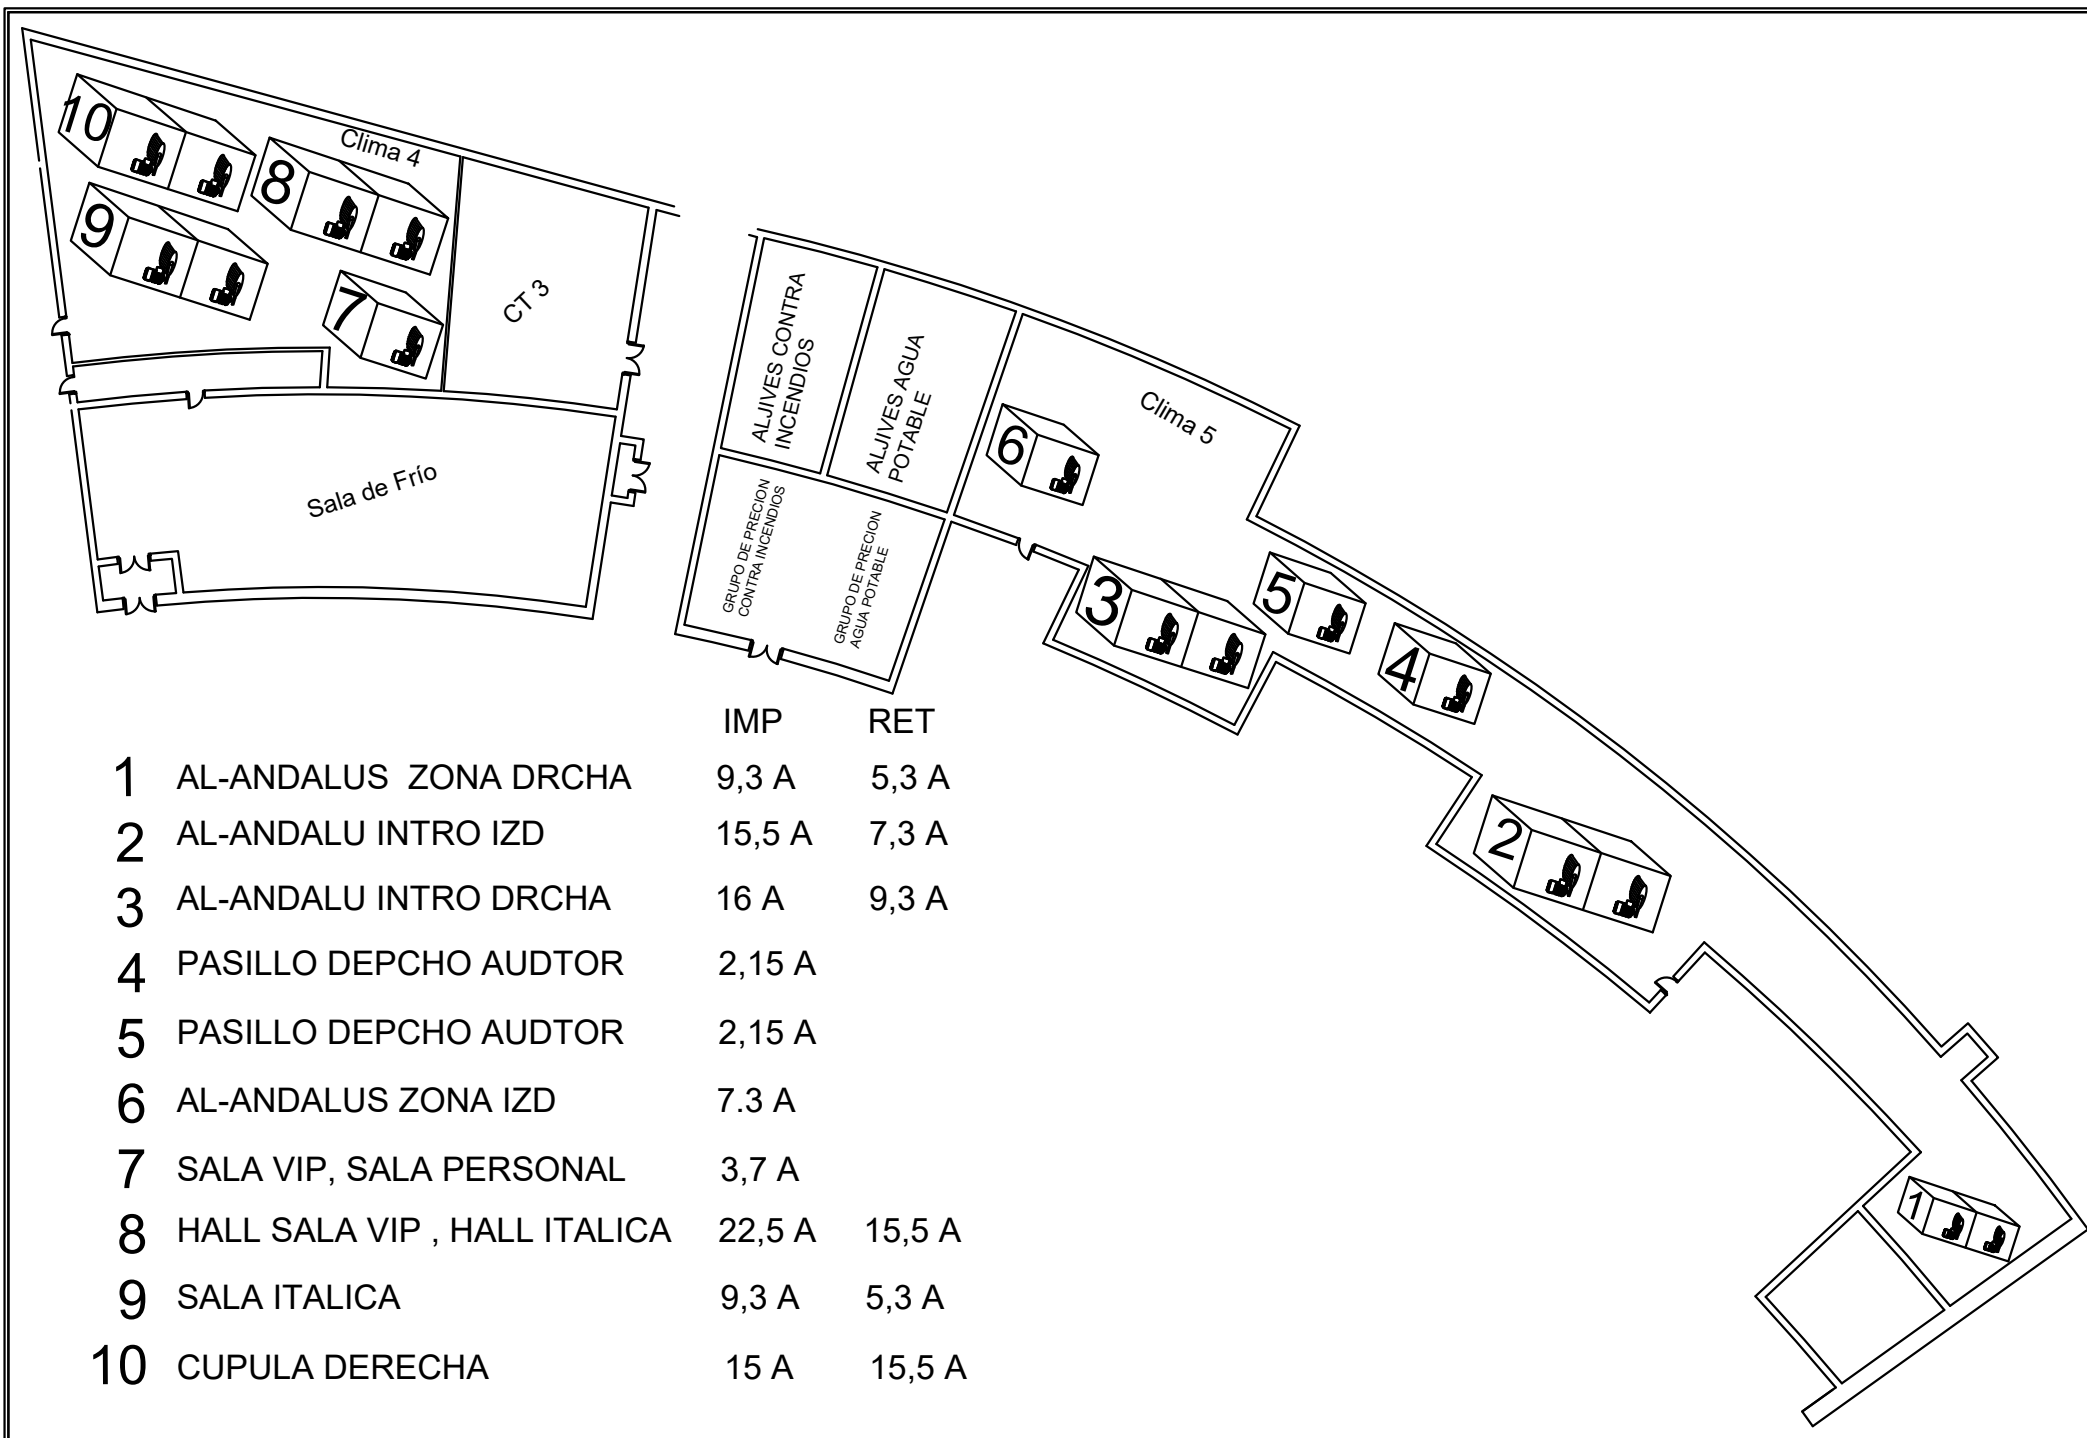 10
Clima 4
8
9
7
CT 3
Sala de Frío
ALJIVES CONTRA
INCENDIOS
ALJIVES AGUA
POTABLE
GRUPO DE PRECION
CONTRA INCENDIOS
GRUPO DE PRECION
AGUA POTABLE
Clima 5
6
3
5
4
2
1
IMP RET
1 AL-ANDALUS ZONA DRCHA 9,3 A 5,3 A
2 AL-ANDALU INTRO IZD 15,5 A 7,3 A
3 AL-ANDALU INTRO DRCHA 16 A 9,3 A
4 PASILLO DEPCHO AUDTOR 2,15 A
5 PASILLO DEPCHO AUDTOR 2,15 A
6 AL-ANDALUS ZONA IZD 7.3 A
7 SALA VIP, SALA PERSONAL 3,7 A
8 HALL SALA VIP , HALL ITALICA 22,5 A 15,5 A
9 SALA ITALICA 9,3 A 5,3 A
10 CUPULA DERECHA 15 A 15,5 A